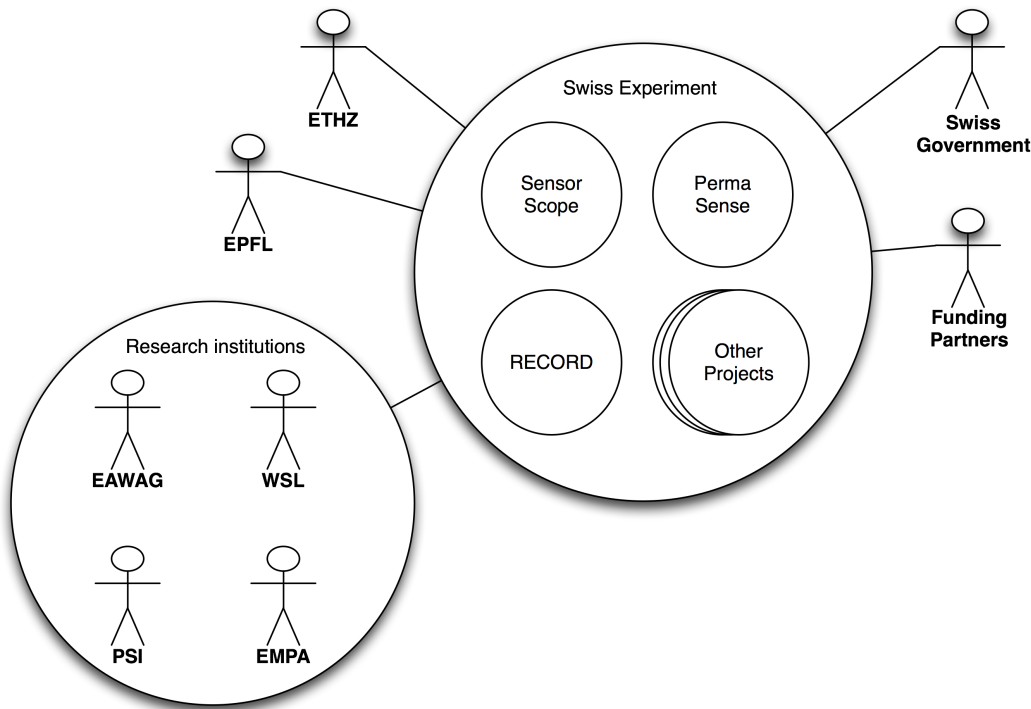 ETHZ
Swiss Experiment
Swiss
Government
EPFL
Sensor
Scope
Perma
Sense
Funding
Partners
Research institutions
RECORD
Other
Projects
EAWAG
WSL
PSI
EMPA